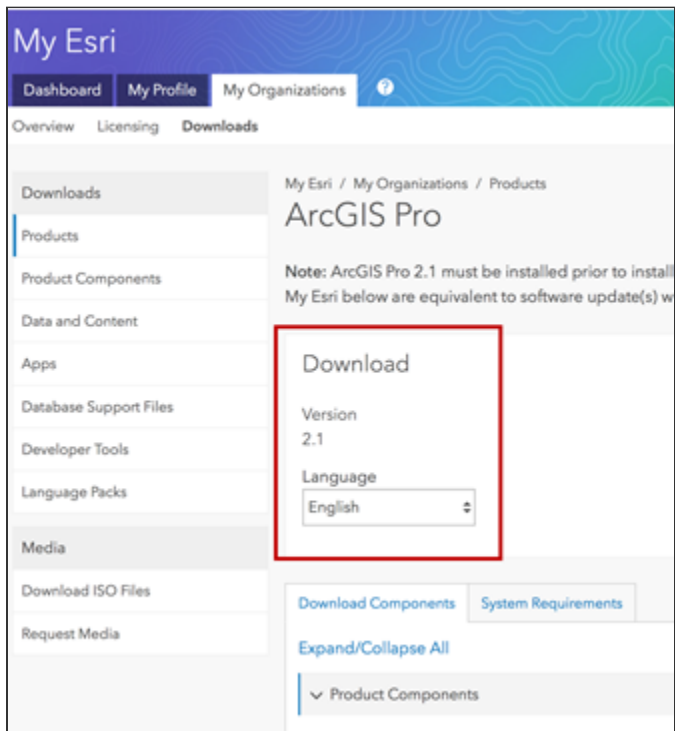 My Esri
Dashboard
My Profile
My Organizations
?
Overview
Licensing
Downloads
Downloads
Products
Product Components
Data and Content
Apps
Database Support Files
Developer Tools
Language Packs
Media
Download ISO Files
Request Media
My Esri / My Organizations / Products
ArcGIS Pro
Note: ArcGIS Pro 2.1 must be installed prior to install
My Esri below are equivalent to software update(s) w
Download
Version
2.1
Language
English
Download Components
System Requirements
Expand/Collapse All
Product Components